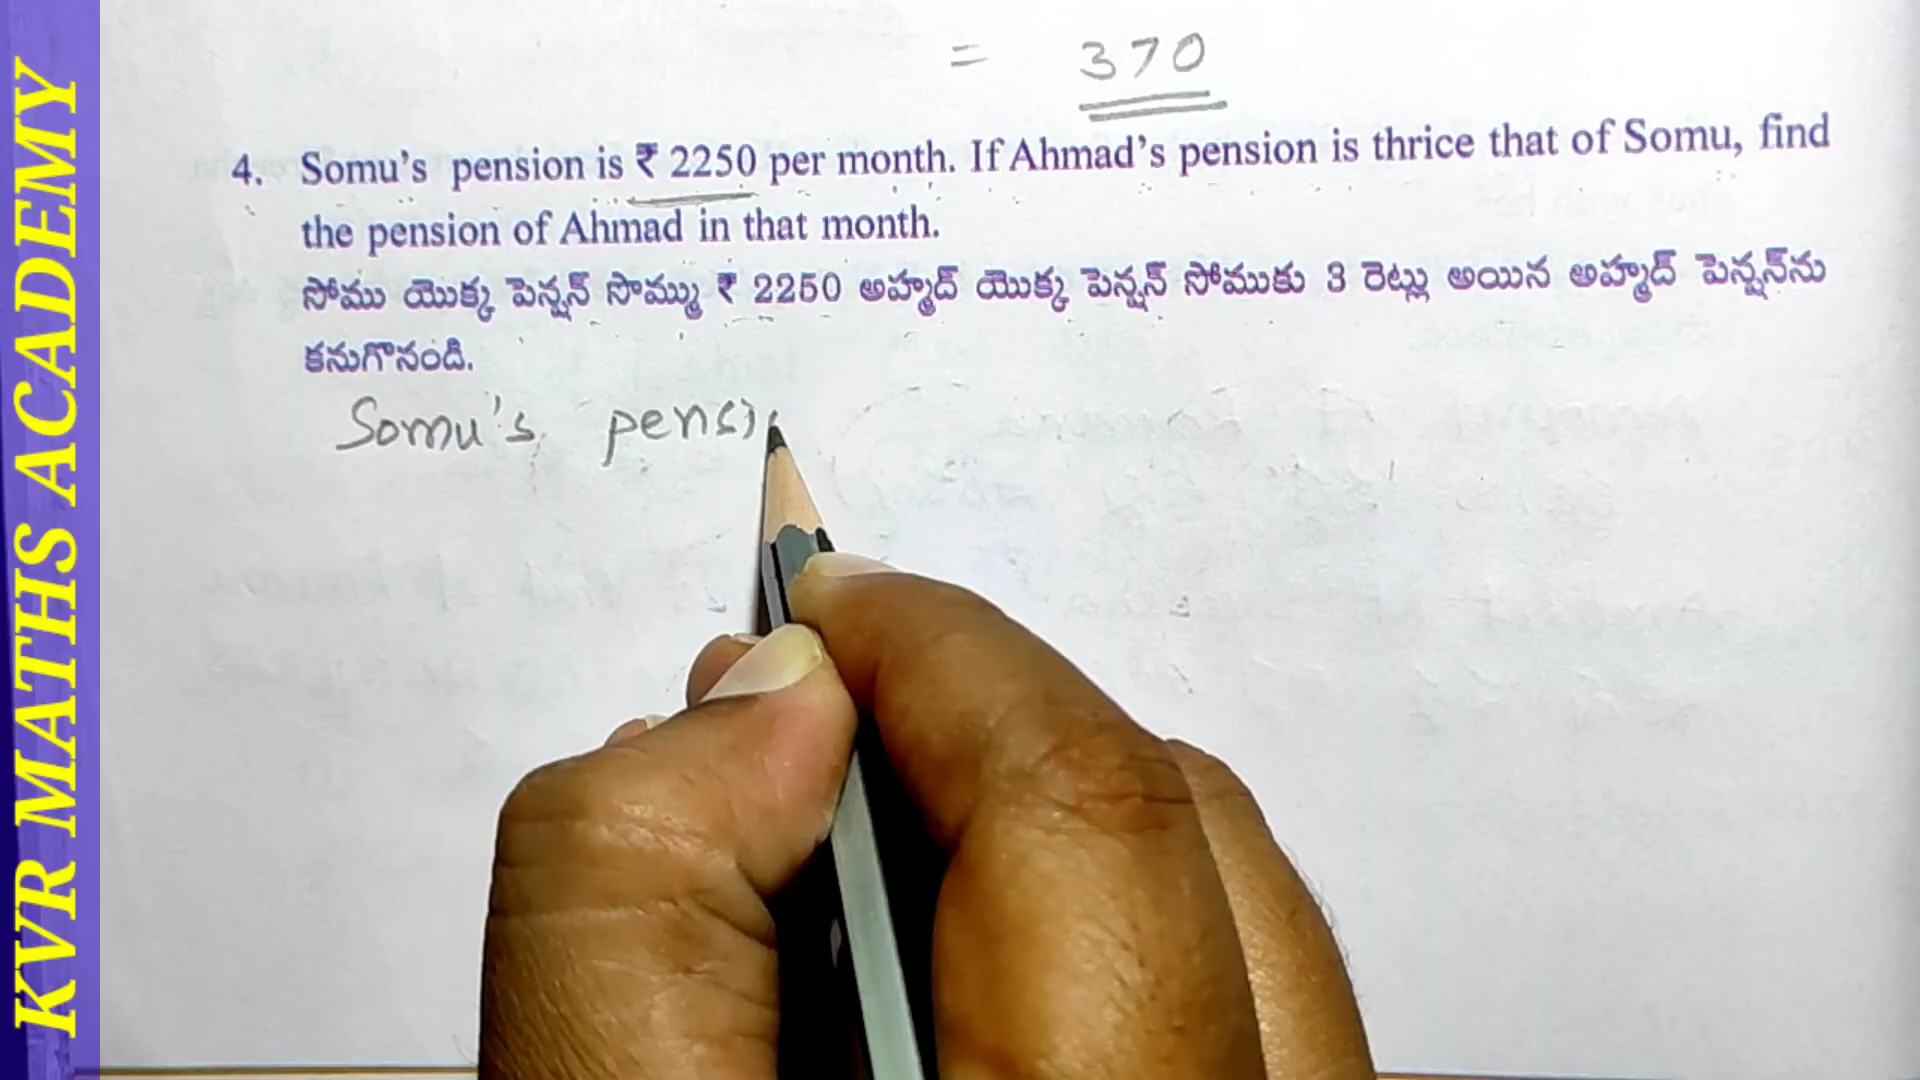 KVR MATHS ACADEMY
= 370
4. Somu's pension is ₹ 2250 per month. If Ahmad's pension is thrice that of Somu, find
the pension of Ahmad in that month.
సోము యొక్క పెన్షన్ సొమ్ము ₹ 2250 అహ్మద్ యొక్క పెన్షన్ సోముకు 3 రెట్లు అయిన అహ్మద్ పెన్షన్‌ను
కనుగొనండి.
Somu's pensi